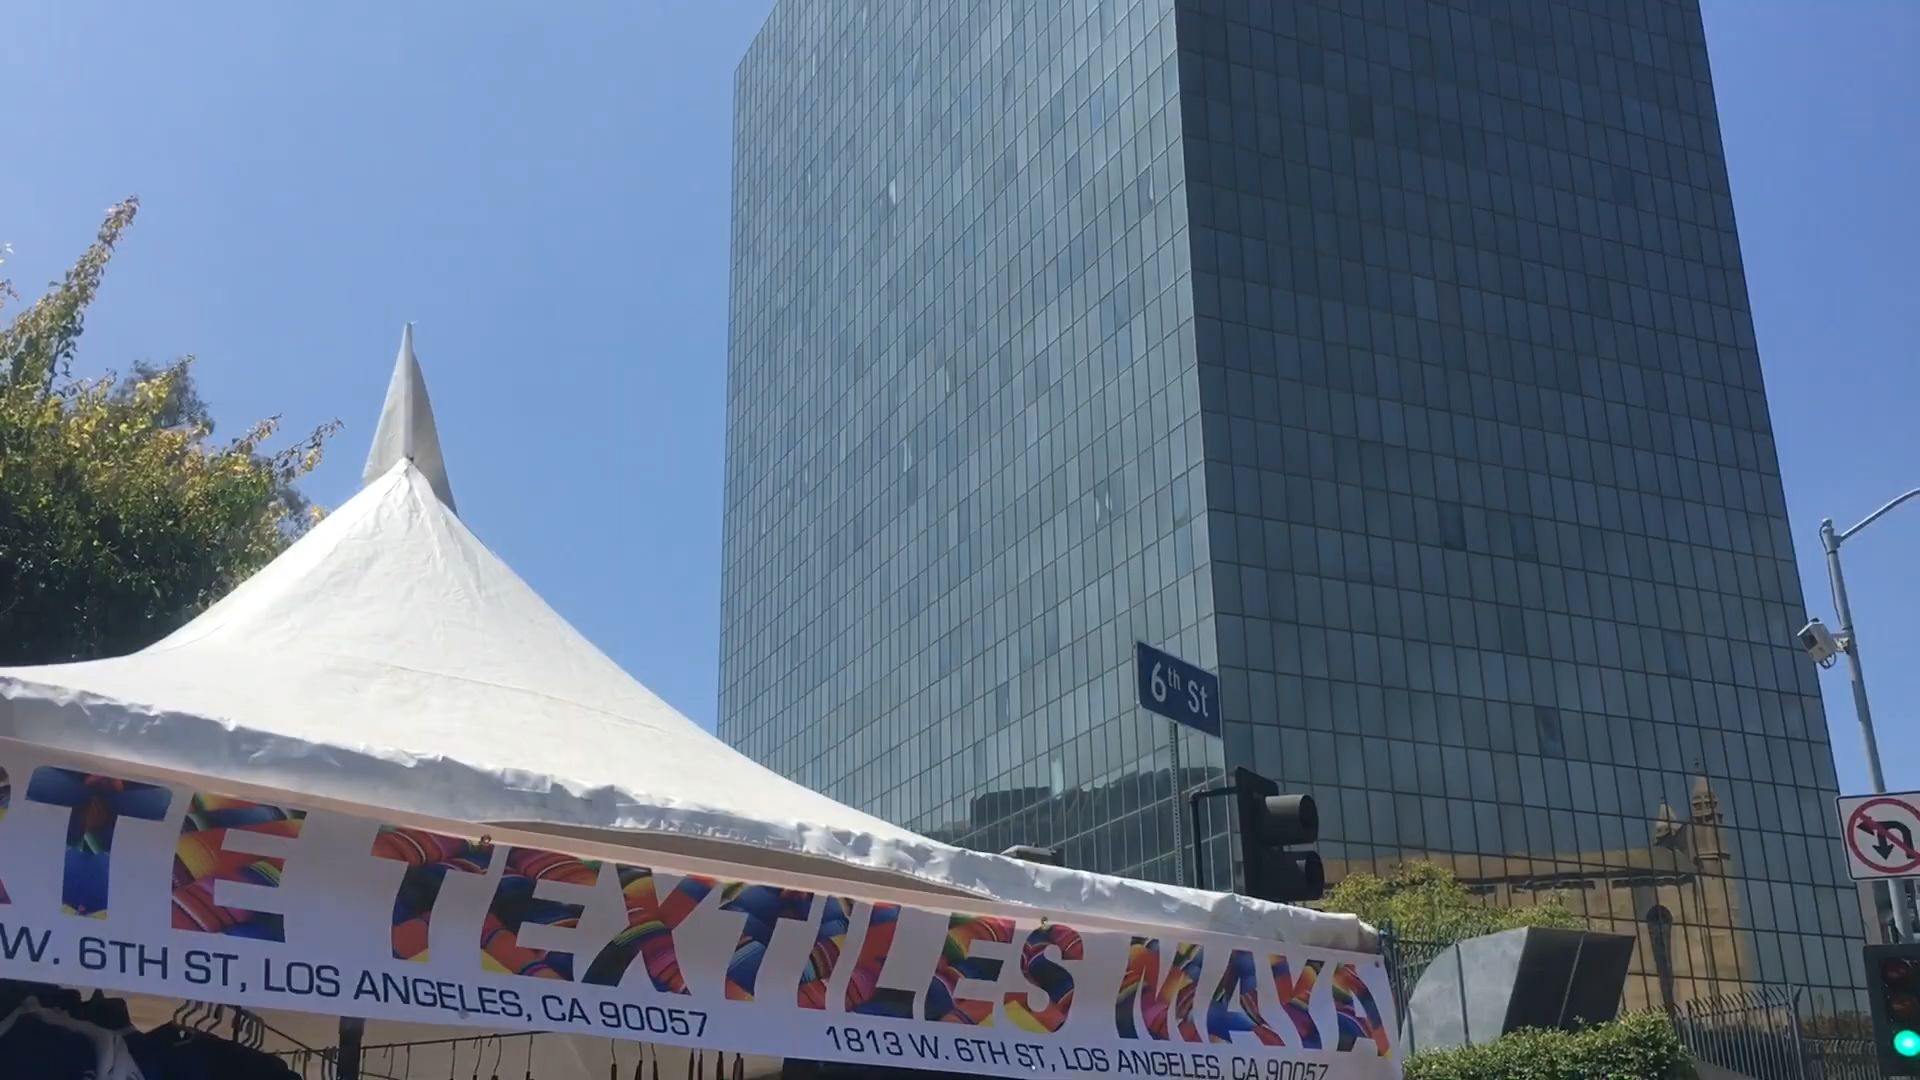 6th St
RTE TEXTILES MAYA
W. 6TH ST, LOS ANGELES, CA 90057
1813 W. 6TH ST, LOS ANGELES, CA 90057